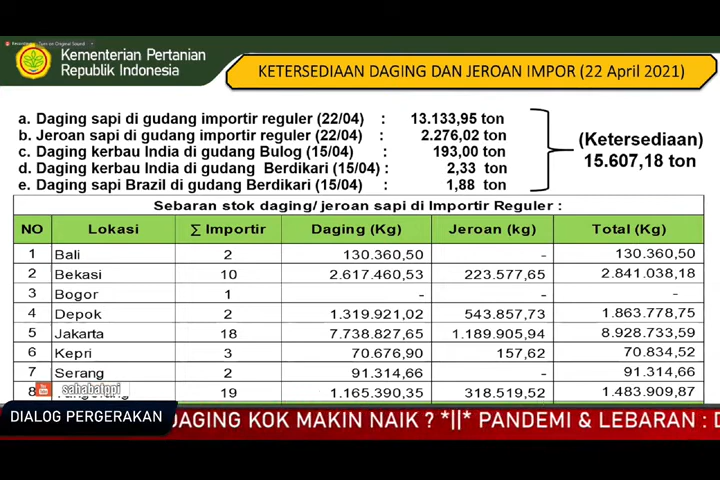 Kementerian Pertanian
Republik Indonesia
KETERSEDIAAN DAGING DAN JEROAN IMPOR (22 April 2021)
a. Daging sapi di gudang importir reguler (22/04) : 13.133,95 ton
b. Jeroan sapi di gudang importir reguler (22/04) : 2.276,02 ton
c. Daging kerbau India di gudang Bulog (15/04) : 193,00 ton
d. Daging kerbau India di gudang Berdikari (15/04) : 2,33 ton
e. Daging sapi Brazil di gudang Berdikari (15/04) : 1,88 ton
(Ketersediaan)
15.607,18 ton
Sebaran stok daging/ jeroan sapi di Importir Reguler :
NO Lokasi ∑ Importir Daging (Kg) Jeroan (kg) Total (Kg)
1 Bali 2 130.360,50 - 130.360,50
2 Bekasi 10 2.617.460,53 223.577,65 2.841.038,18
3 Bogor 1 - - -
4 Depok 2 1.319.921,02 543.857,73 1.863.778,75
5 Jakarta 18 7.738.827,65 1.189.905,94 8.928.733,59
6 Kepri 3 70.676,90 157,62 70.834,52
7 Serang 2 91.314,66 - 91.314,66
8 Tangerang 19 1.165.390,35 318.519,52 1.483.909,87
sahabattppi
DIALOG PERGERAKAN
DAGING KOK MAKIN NAIK ? *||* PANDEMI & LEBARAN : D